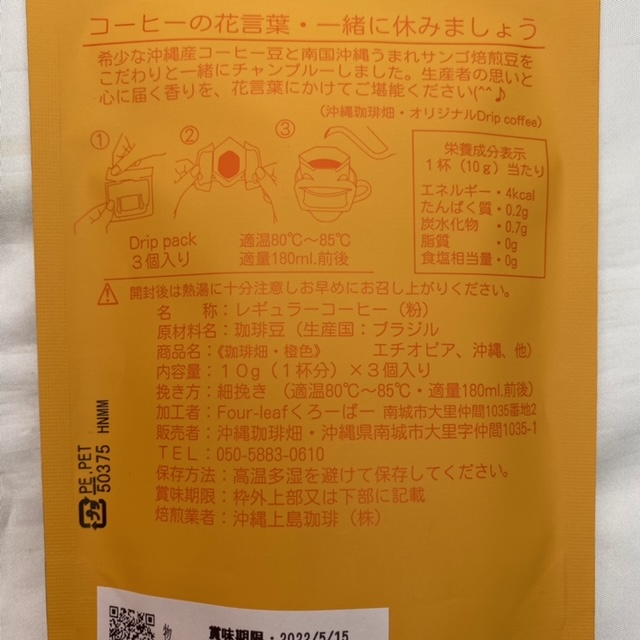 コーヒーの花言葉・一緒に休みましょう
希少な沖縄産コーヒー豆と南国沖縄うまれサンゴ焙煎豆を
こだわりと一緒にチャンプルーしました。生産者の思いと
心に届く香りを、花言葉にかけてご堪能ください(^^♪
(沖縄珈琲畑・オリジナルDrip coffee)
① ② ③
Drip pack
3個入り
適温80℃～85℃
適量180ml.前後
栄養成分表示
1杯（10g）当たり
エネルギー・4kcal
たんぱく質・0.2g
炭水化物・0.7g
脂質・0g
食塩相当量・0g
開封後は熱湯に十分注意しお早めにお召し上がりください。
名　称：レギュラーコーヒー（粉）
原材料名：珈琲豆（生産国：ブラジル
商品名：《珈琲畑・橙色》　エチオピア、沖縄、他）
内容量：10g（1杯分）×3個入り
挽き方：細挽き（適温80℃～85℃・適量180ml.前後）
加工者：Four-leafくろーばー 南城市大里仲間1035番地2
販売者：沖縄珈琲畑・沖縄県南城市大里字仲間1035-1
TEL：050-5883-0610
保存方法：高温多湿を避けて保存してください。
賞味期限：枠外上部又は下部に記載
焙煎業者：沖縄上島珈琲（株）
PE.PET
50375 HNMM
物
賞味期限・2022/5/15